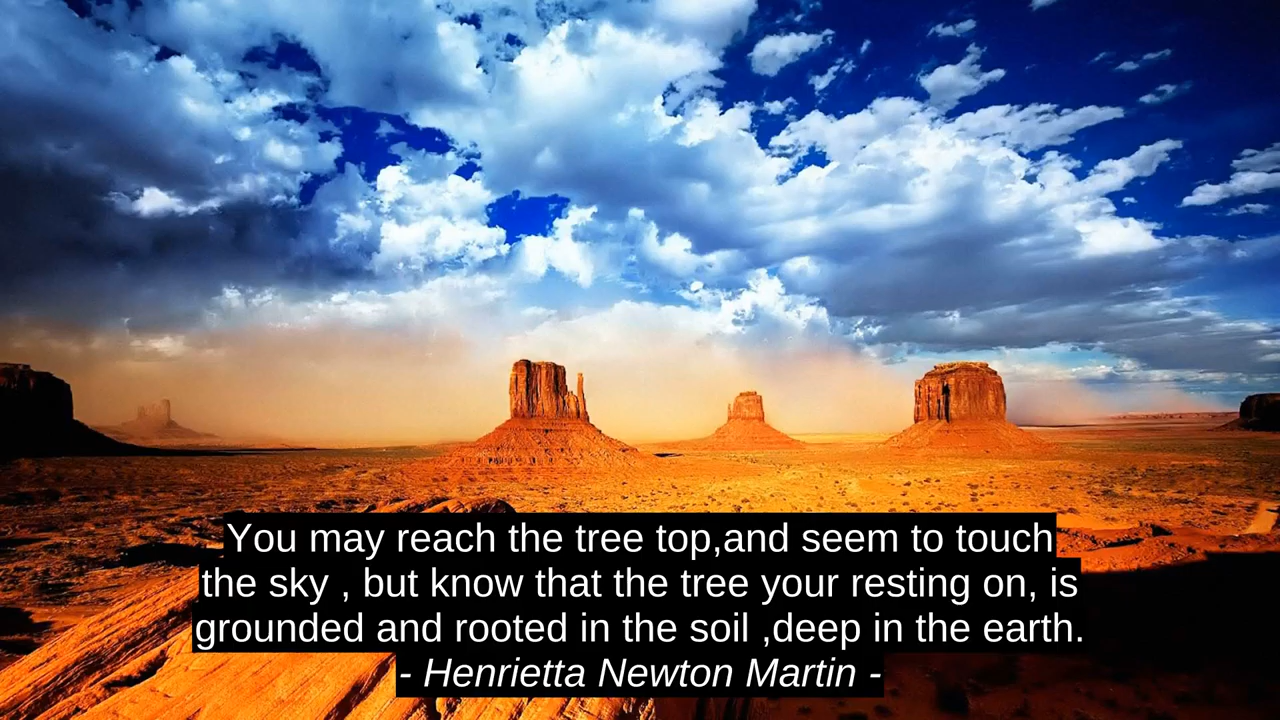 You may reach the tree top,and seem to touch
the sky , but know that the tree your resting on, is
grounded and rooted in the soil ,deep in the earth.
- Henrietta Newton Martin -